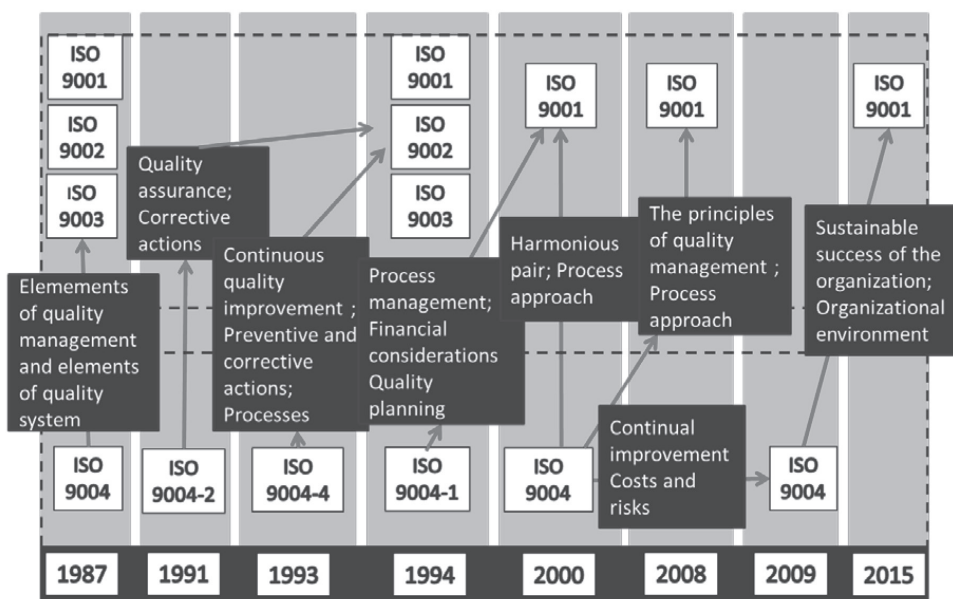 ISO
9001
ISO
9002
ISO
9003
ISO
9001
ISO
9002
ISO
9003
ISO
9001
ISO
9001
ISO
9001
Quality
assurance;
Corrective
actions
Elemements
of quality
management
and elements
of quality
system
Continuous
quality
improvement ;
Preventive and
corrective
actions;
Processes
Process
management;
Financial
considerations
Quality
planning
Harmonious
pair; Process
approach
The principles
of quality
management ;
Process
approach
Sustainable
success of the
organization;
Organizational
environment
Continual
improvement
Costs and
risks
ISO
9004
ISO
9004-2
ISO
9004-4
ISO
9004-1
ISO
9004
ISO
9004
1987
1991
1993
1994
2000
2008
2009
2015